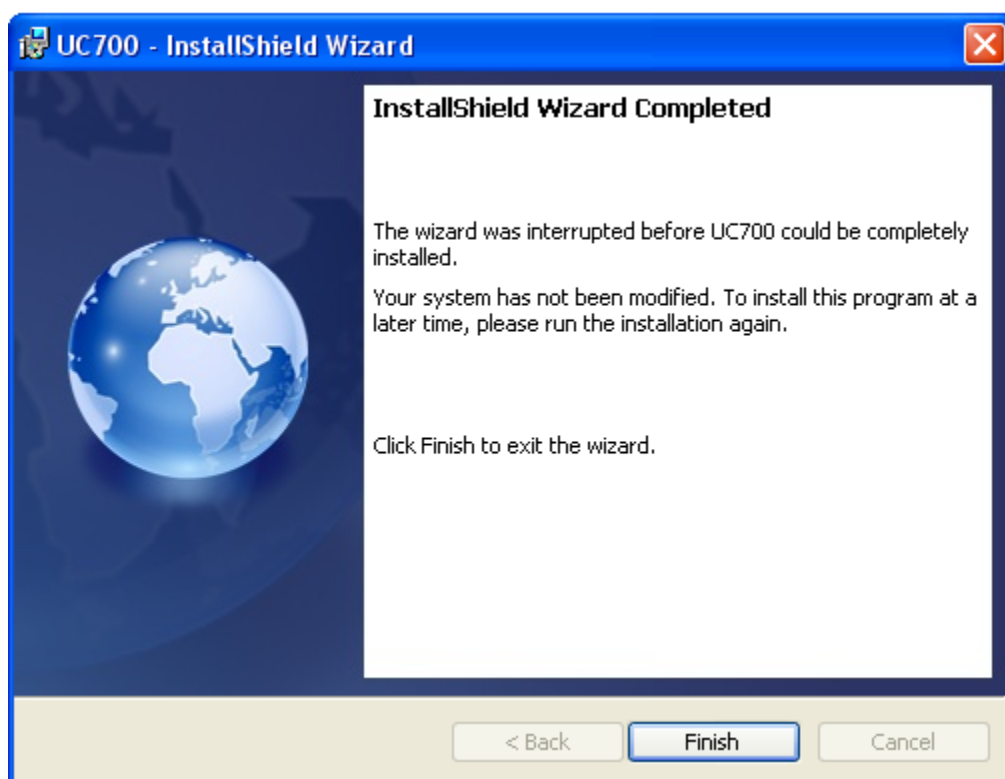 UC700 - InstallShield Wizard
InstallShield Wizard Completed
The wizard was interrupted before UC700 could be completely
installed.
Your system has not been modified. To install this program at a
later time, please run the installation again.
Click Finish to exit the wizard.
< Back
Finish
Cancel